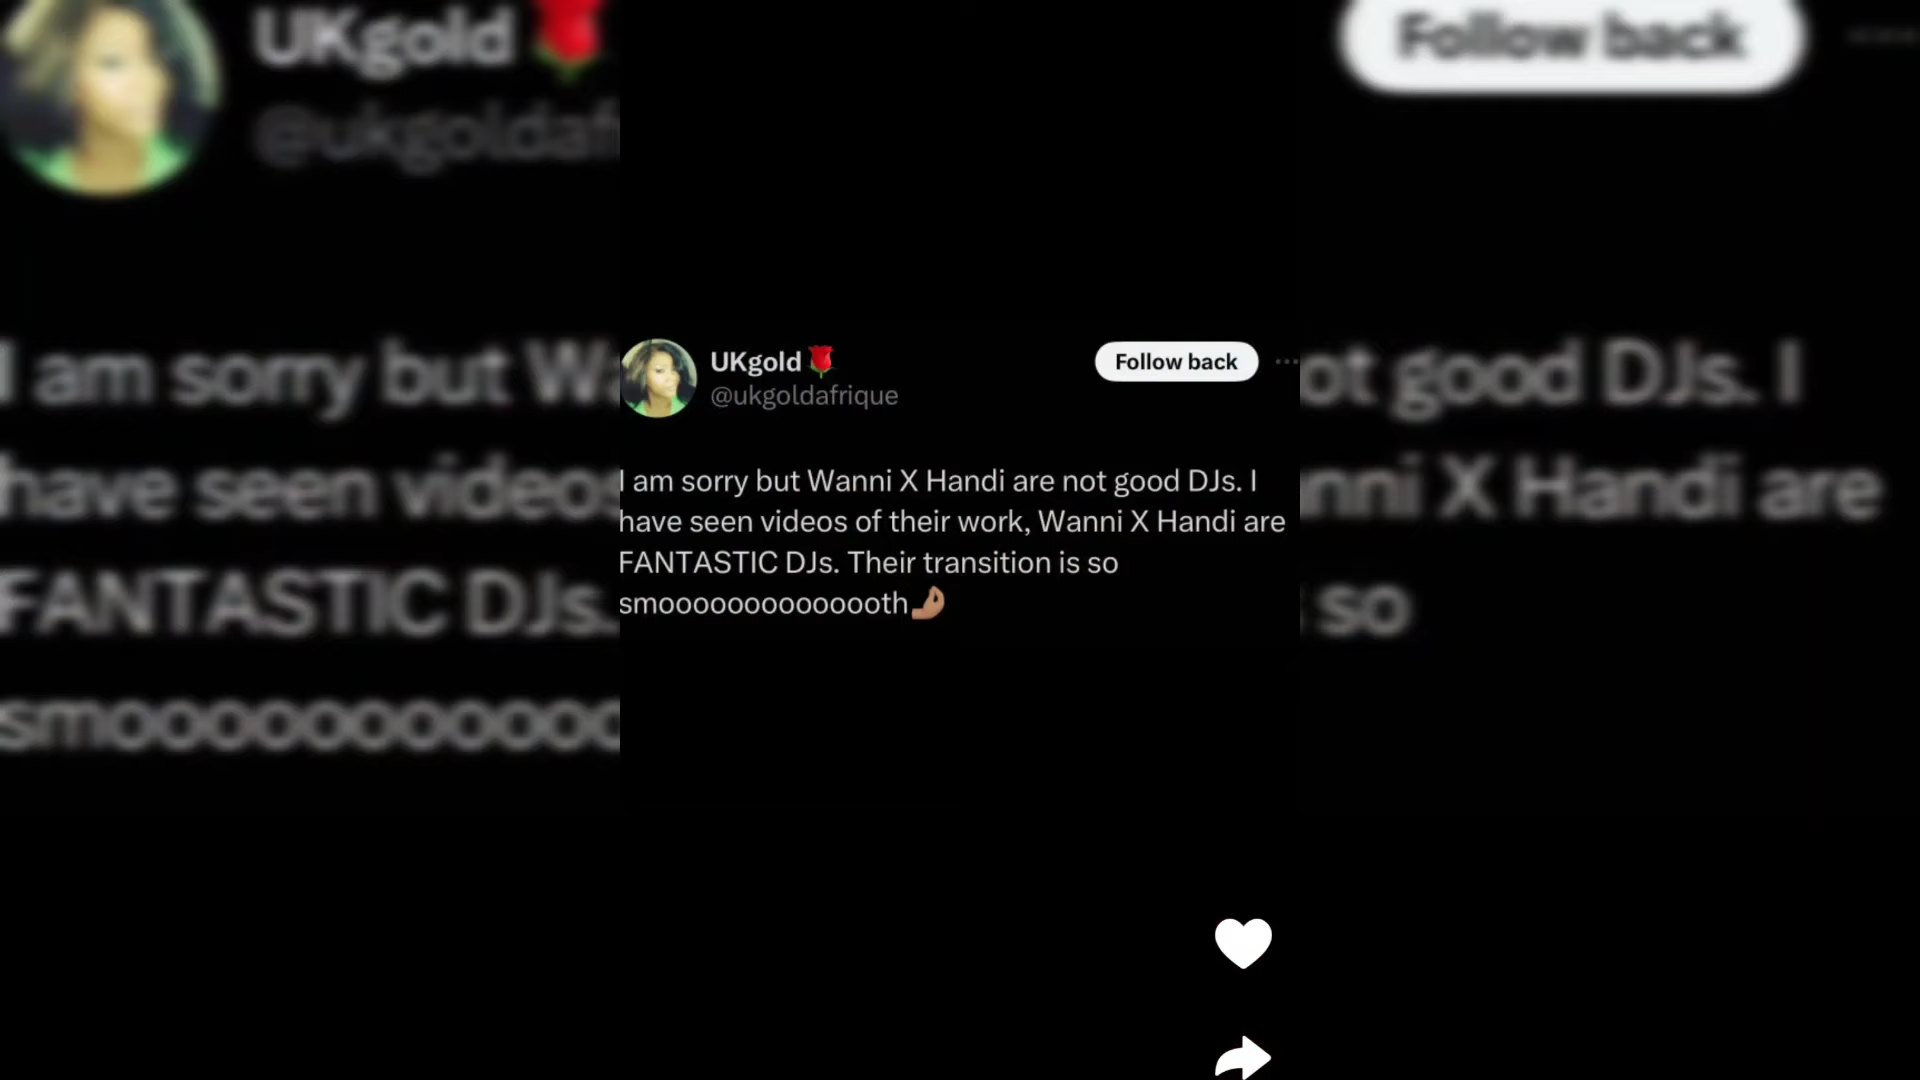 UKgold🌹
Follow back
@ukgoldafrique
I am sorry but Wanni X Handi are not good DJs. I
have seen videos of their work, Wanni X Handi are
FANTASTIC DJs. Their transition is so
smooooooooooooth🤌🏽